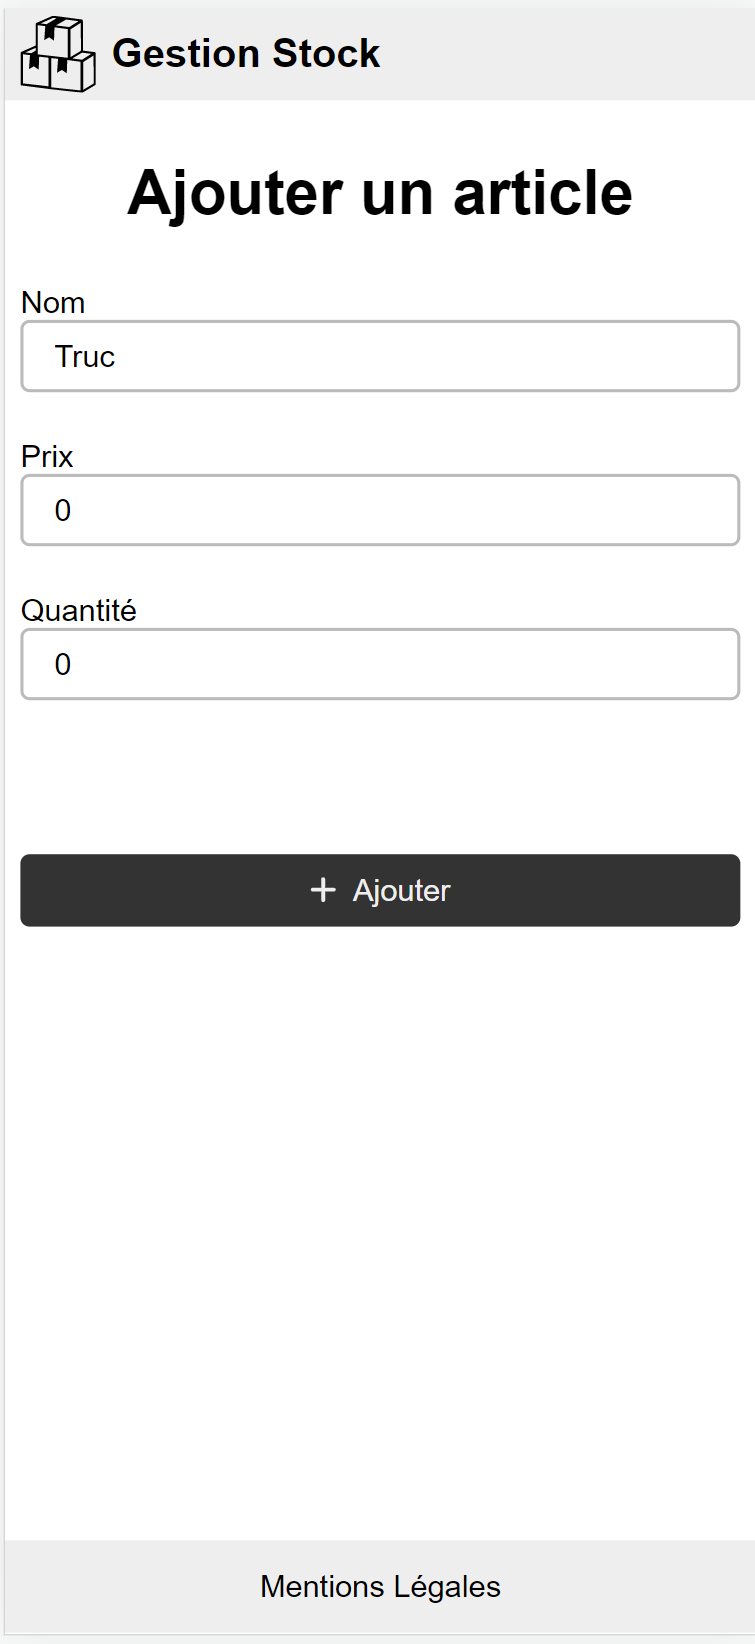 Gestion Stock
Ajouter un article
Nom
Truc
Prix
0
Quantité
0
+ Ajouter
Mentions Légales